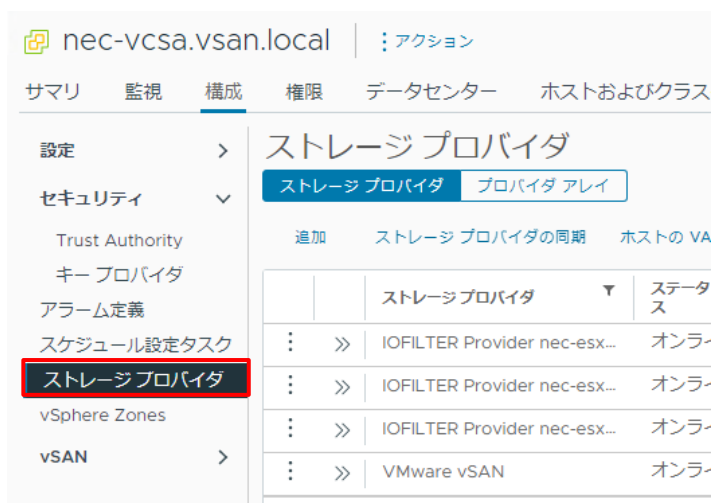 nec-vcsa.vsan.local
アクション
サマリ 監視 構成 権限 データセンター ホストおよびクラス
設定
セキュリティ
Trust Authority
キー プロバイダ
アラーム定義
スケジュール設定タスク
ストレージ プロバイダ
vSphere Zones
vSAN
ストレージ プロバイダ
ストレージ プロバイダ プロバイダ アレイ
追加 ストレージ プロバイダの同期 ホストの VA
ストレージ プロバイダ ステータ
ス
IOFILTER Provider nec-esx... オンライ
IOFILTER Provider nec-esx... オンライ
IOFILTER Provider nec-esx... オンライ
VMware vSAN オンライ